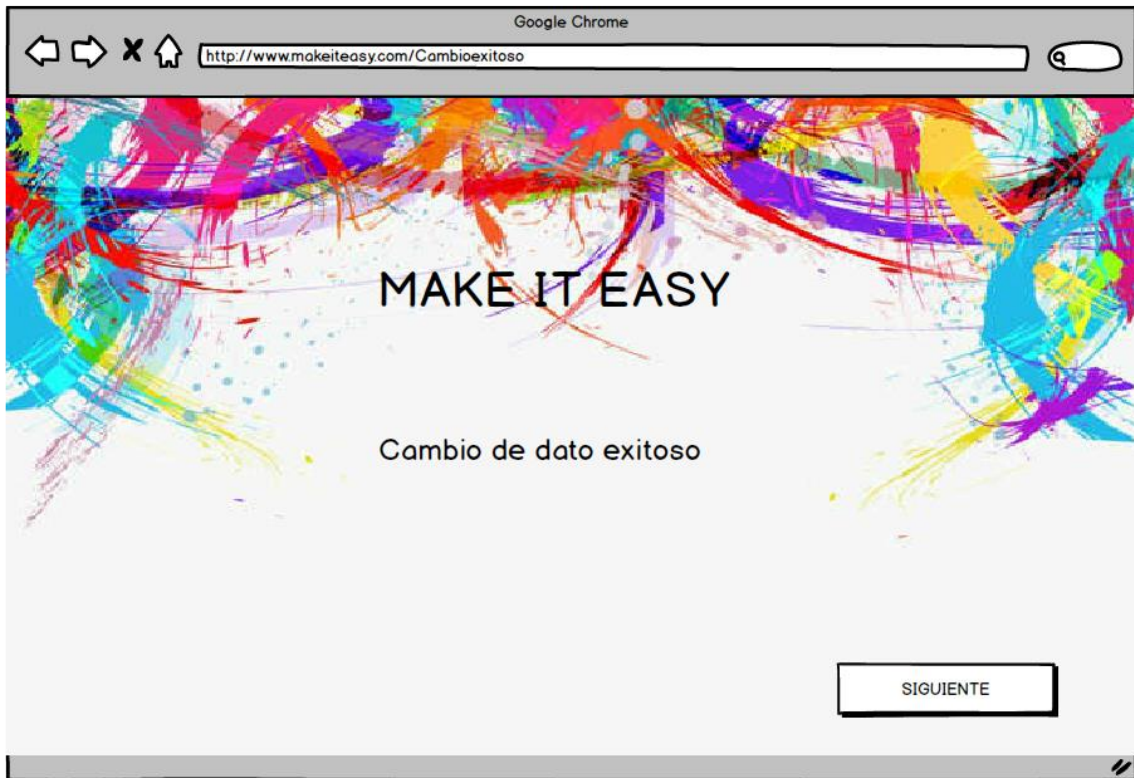 Google Chrome
http://www.makeiteasy.com/Cambioexitoso
MAKE IT EASY
Cambio de dato exitoso
SIGUIENTE